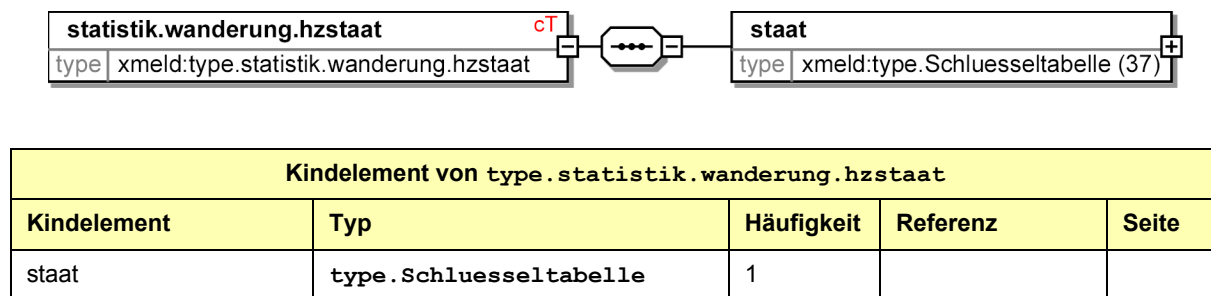 statistik.wanderung.hzstaat cT
type xmeld:type.statistik.wanderung.hzstaat
staat
type xmeld:type.Schluesseltabelle (37)
Kindelement von type.statistik.wanderung.hzstaat
Kindelement Typ Häufigkeit Referenz Seite
staat type.Schluesseltabelle 1